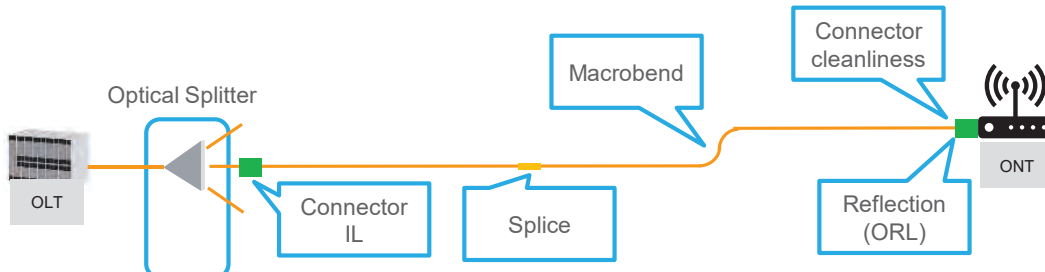 Optical Splitter
OLT
Connector
IL
Splice
Macrobend
Connector
cleanliness
Reflection
(ORL)
ONT